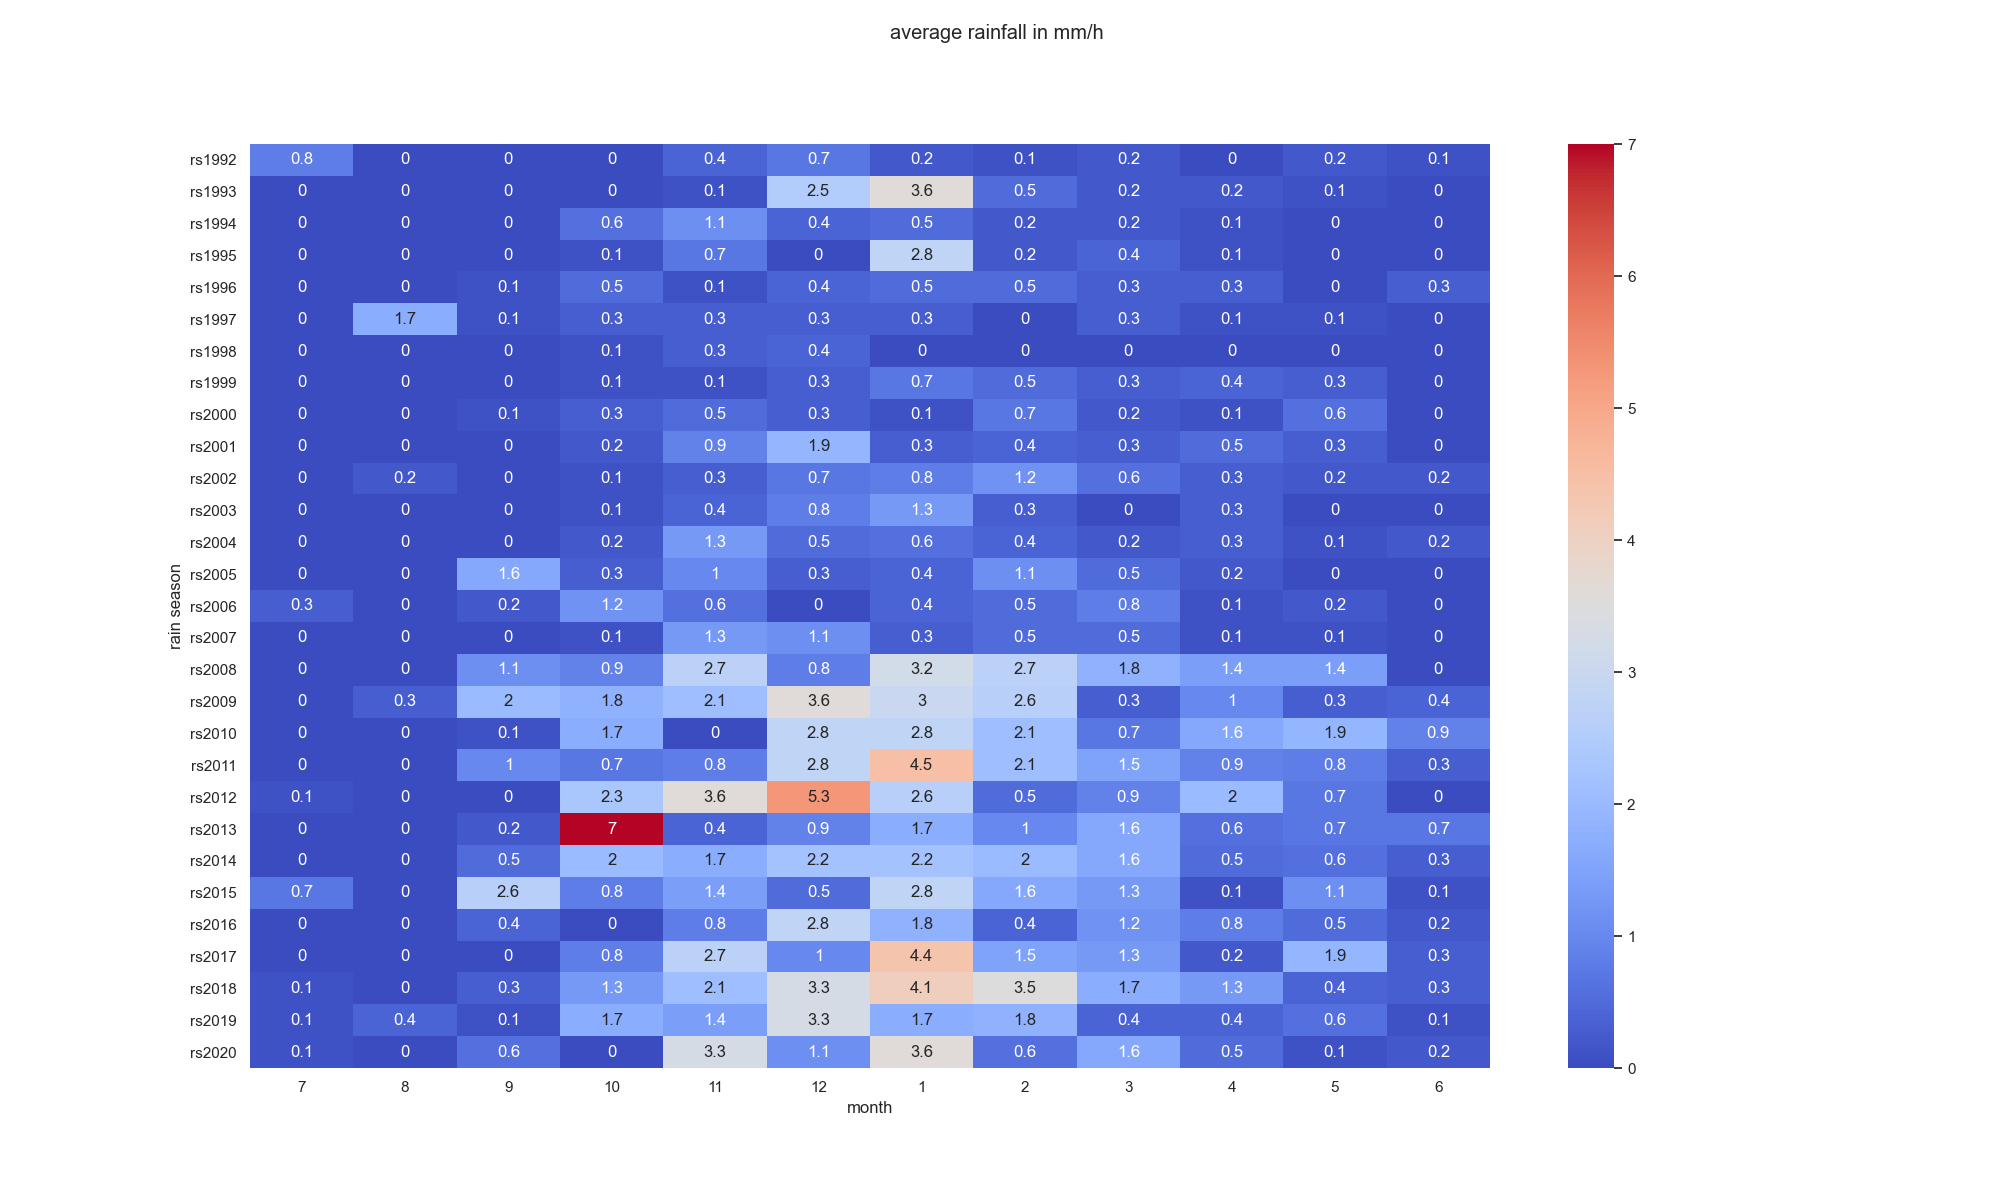 average rainfall in mm/h
rs1992 0.8 0 0 0 0.4 0.7 0.2 0.1 0.2 0 0.2 0.1
rs1993 0 0 0 0 0.1 2.5 3.6 0.5 0.2 0.2 0.1 0
rs1994 0 0 0 0.6 1.1 0.4 0.5 0.2 0.2 0.1 0 0
rs1995 0 0 0 0.1 0.7 0 2.8 0.2 0.4 0.1 0 0
rs1996 0 0 0.1 0.5 0.1 0.4 0.5 0.5 0.3 0.3 0 0.3
rs1997 0 1.7 0.1 0.3 0.3 0.3 0.3 0 0.3 0.1 0.1 0
rs1998 0 0 0 0.1 0.3 0.4 0 0 0 0 0 0
rs1999 0 0 0 0.1 0.1 0.3 0.7 0.5 0.3 0.4 0.3 0
rs2000 0 0 0.1 0.3 0.5 0.3 0.1 0.7 0.2 0.1 0.6 0
rs2001 0 0 0 0.2 0.9 1.9 0.3 0.4 0.3 0.5 0.3 0
rs2002 0 0.2 0 0.1 0.3 0.7 0.8 1.2 0.6 0.3 0.2 0.2
rs2003 0 0 0 0.1 0.4 0.8 1.3 0.3 0 0.3 0 0
rs2004 0 0 0 0.2 1.3 0.5 0.6 0.4 0.2 0.3 0.1 0.2
rs2005 0 0 1.6 0.3 1 0.3 0.4 1.1 0.5 0.2 0 0
rs2006 0.3 0 0.2 1.2 0.6 0 0.4 0.5 0.8 0.1 0.2 0
rs2007 0 0 0 0.1 1.3 1.1 0.3 0.5 0.5 0.1 0.1 0
rs2008 0 0 1.1 0.9 2.7 0.8 3.2 2.7 1.8 1.4 1.4 0
rs2009 0 0.3 2 1.8 2.1 3.6 3 2.6 0.3 1 0.3 0.4
rs2010 0 0 0.1 1.7 0 2.8 2.8 2.1 0.7 1.6 1.9 0.9
rs2011 0 0 1 0.7 0.8 2.8 4.5 2.1 1.5 0.9 0.8 0.3
rs2012 0.1 0 0 2.3 3.6 5.3 2.6 0.5 0.9 2 0.7 0
rs2013 0 0 0.2 7 0.4 0.9 1.7 1 1.6 0.6 0.7 0.7
rs2014 0 0 0.5 2 1.7 2.2 2.2 2 1.6 0.5 0.6 0.3
rs2015 0.7 0 2.6 0.8 1.4 0.5 2.8 1.6 1.3 0.1 1.1 0.1
rs2016 0 0 0.4 0 0.8 2.8 1.8 0.4 1.2 0.8 0.5 0.2
rs2017 0 0 0 0.8 2.7 1 4.4 1.5 1.3 0.2 1.9 0.3
rs2018 0.1 0 0.3 1.3 2.1 3.3 4.1 3.5 1.7 1.3 0.4 0.3
rs2019 0.1 0.4 0.1 1.7 1.4 3.3 1.7 1.8 0.4 0.4 0.6 0.1
rs2020 0.1 0 0.6 0 3.3 1.1 3.6 0.6 1.6 0.5 0.1 0.2
7 8 9 10 11 12 1 2 3 4 5 6
month
rain season
7
6
5
4
3
2
1
0